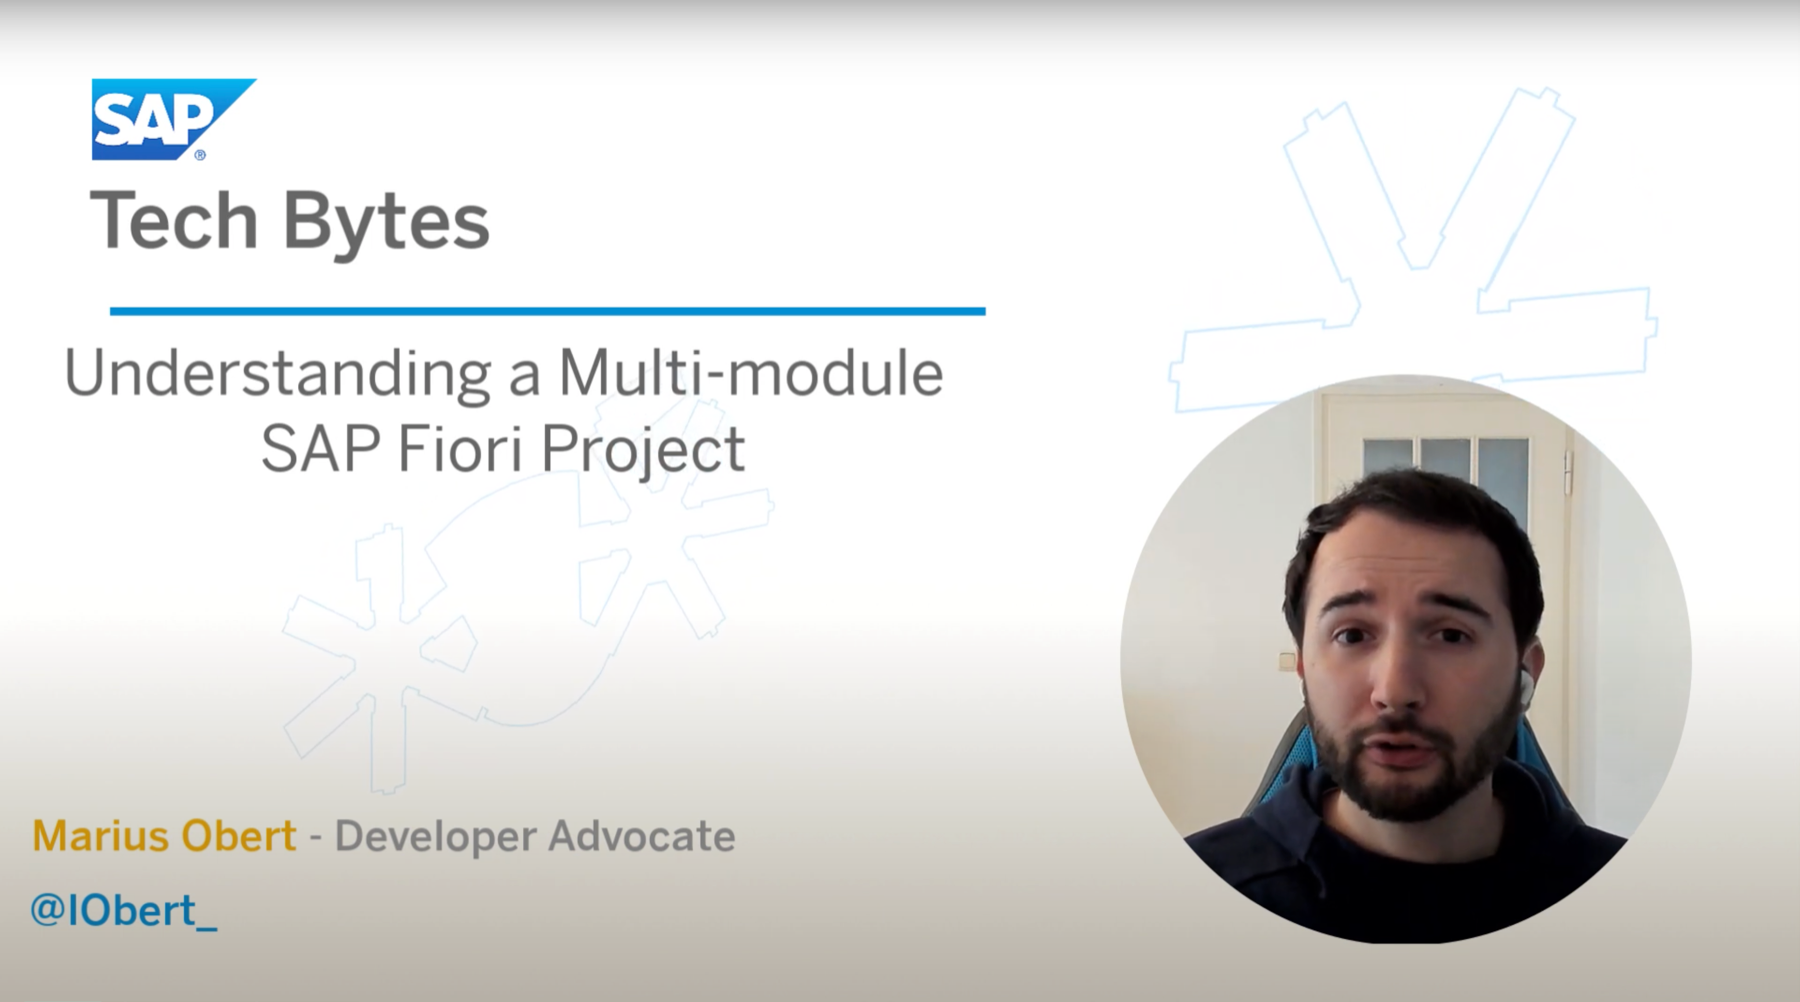 SAP
®
Tech Bytes
Understanding a Multi-module
SAP Fiori Project
Marius Obert - Developer Advocate
@IObert_